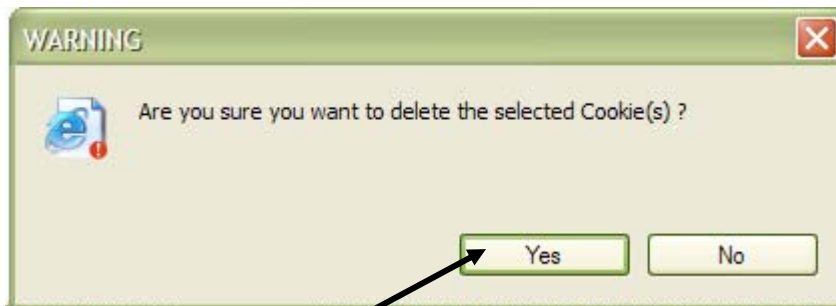 WARNING
Are you sure you want to delete the selected Cookie(s) ?
Yes No